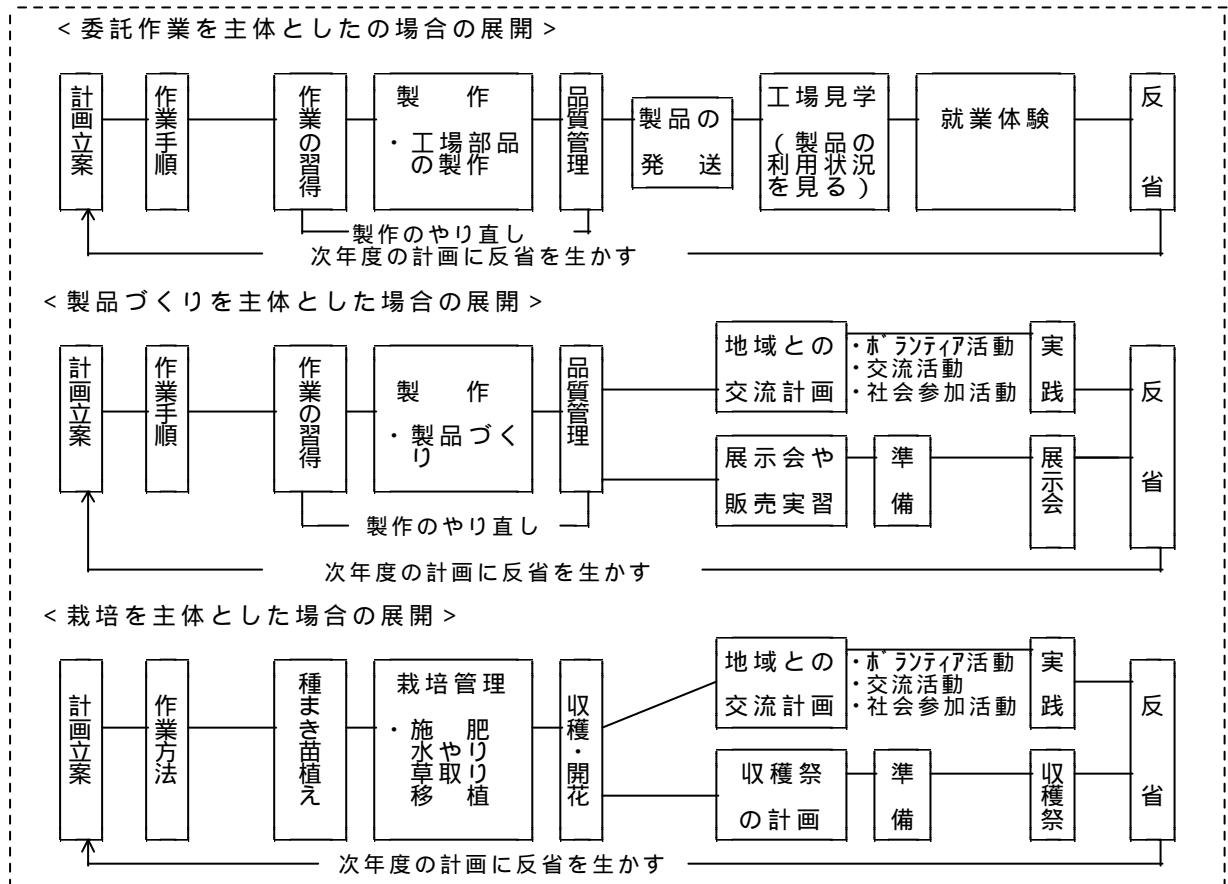 ＜委託作業を主体としたの場合の展開＞
計画立案
作業手順
作業の習得
製　作
・工場部品
の製作
品質管理
製品の
発　送
工場見学
（製品の
利用状況
を見る）
就業体験
反
省
製作のやり直し
次年度の計画に反省を生かす
＜製品づくりを主体とした場合の展開＞
計画立案
作業手順
作業の習得
製　作
・製品づく
り
品質管理
地域との
交流計画
・ﾎﾞﾗﾝﾃｨｱ活動
・交流活動
・社会参加活動
実
践
展示会や
販売実習
準
備
展示会
反
省
製作のやり直し
次年度の計画に反省を生かす
＜栽培を主体とした場合の展開＞
計画立案
作業方法
種まき苗植え
栽培管理
・施　肥
水やり
草取り
移　植
収穫・開花
地域との
交流計画
・ﾎﾞﾗﾝﾃｨｱ活動
・交流活動
・社会参加活動
実
践
収穫祭
の計画
準
備
収穫祭
反
省
次年度の計画に反省を生かす